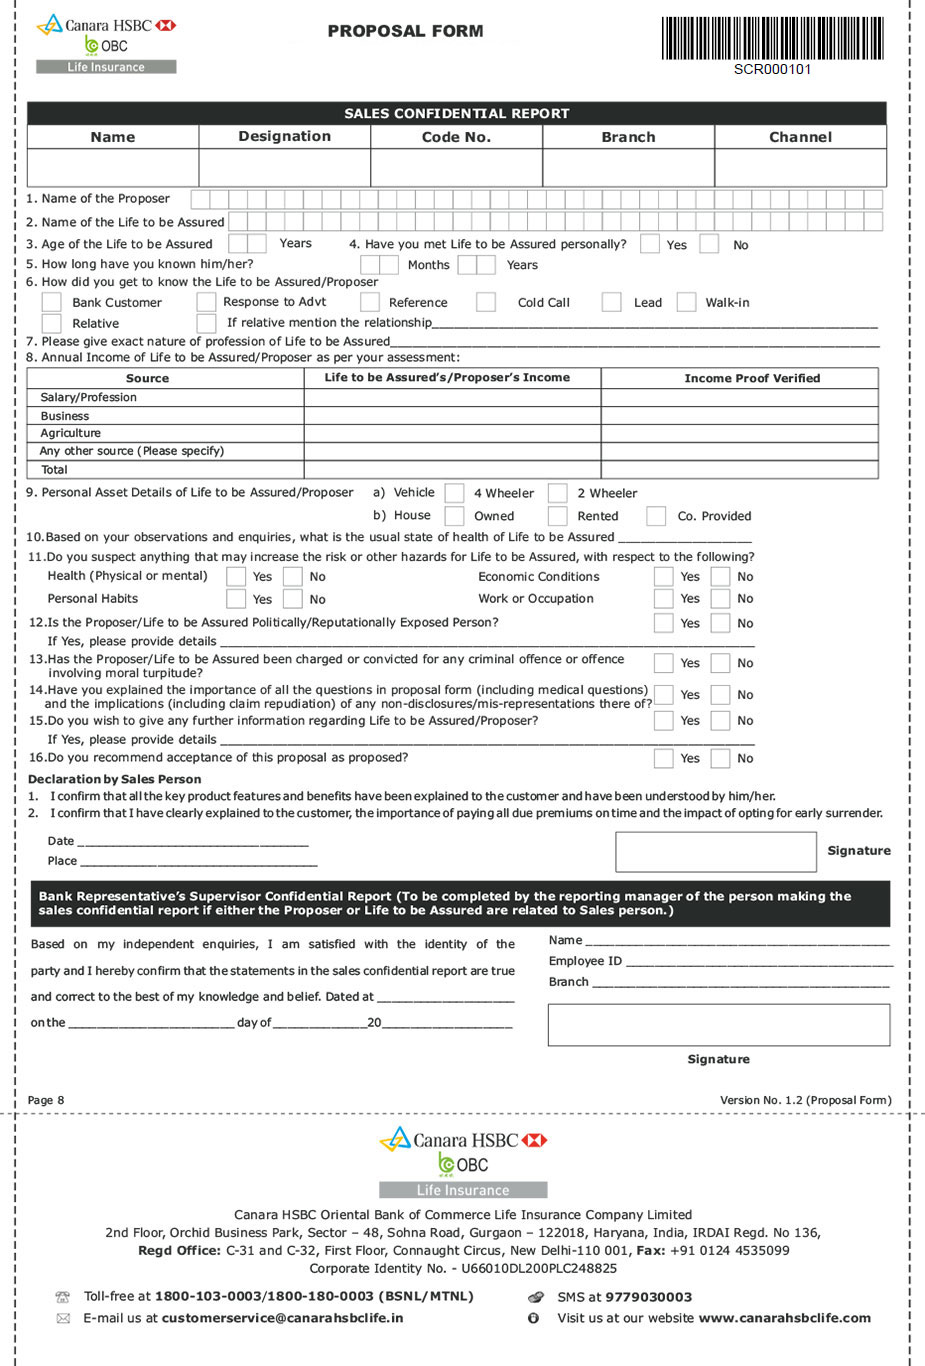 Canara HSBC
OBC
Life Insurance
PROPOSAL FORM
SCR000101
SALES CONFIDENTIAL REPORT
Name Designation Code No. Branch Channel
1. Name of the Proposer
2. Name of the Life to be Assured
3. Age of the Life to be Assured Years 4. Have you met Life to be Assured personally? Yes No
5. How long have you known him/her? Months Years
6. How did you get to know the Life to be Assured/Proposer
Bank Customer Response to Advt Reference Cold Call Lead Walk-in
Relative If relative mention the relationship
7. Please give exact nature of profession of Life to be Assured
8. Annual Income of Life to be Assured/Proposer as per your assessment:
Source Life to be Assured's/Proposer's Income Income Proof Verified
Salary/Profession
Business
Agriculture
Any other source (Please specify)
Total
9. Personal Asset Details of Life to be Assured/Proposer a) Vehicle 4 Wheeler 2 Wheeler
b) House Owned Rented Co. Provided
10.Based on your observations and enquiries, what is the usual state of health of Life to be Assured
11.Do you suspect anything that may increase the risk or other hazards for Life to be Assured, with respect to the following?
Health (Physical or mental) Yes No Economic Conditions Yes No
Personal Habits Yes No Work or Occupation Yes No
12.Is the Proposer/Life to be Assured Politically/Reputationally Exposed Person? Yes No
If Yes, please provide details
13.Has the Proposer/Life to be Assured been charged or convicted for any criminal offence or offence Yes No
involving moral turpitude?
14.Have you explained the importance of all the questions in proposal form (including medical questions) Yes No
and the implications (including claim repudiation) of any non-disclosures/mis-representations there of?
15.Do you wish to give any further information regarding Life to be Assured/Proposer? Yes No
If Yes, please provide details
16.Do you recommend acceptance of this proposal as proposed? Yes No
Declaration by Sales Person
1. I confirm that all the key product features and benefits have been explained to the customer and have been understood by him/her.
2. I confirm that I have clearly explained to the customer, the importance of paying all due premiums on time and the impact of opting for early surrender.
Date
Place
Signature
Bank Representative's Supervisor Confidential Report (To be completed by the reporting manager of the person making the
sales confidential report if either the Proposer or Life to be Assured are related to Sales person.)
Based on my independent enquiries, I am satisfied with the identity of the
party and I hereby confirm that the statements in the sales confidential report are true
and correct to the best of my knowledge and belief. Dated at
on the day of 20
Name
Employee ID
Branch
Signature
Page 8 Version No. 1.2 (Proposal Form)
Canara HSBC
OBC
Life Insurance
Canara HSBC Oriental Bank of Commerce Life Insurance Company Limited
2nd Floor, Orchid Business Park, Sector – 48, Sohna Road, Gurgaon – 122018, Haryana, India, IRDAI Regd. No 136,
Regd Office: C-31 and C-32, First Floor, Connaught Circus, New Delhi-110 001, Fax: +91 0124 4535099
Corporate Identity No. - U66010DL200PLC248825
Toll-free at 1800-103-0003/1800-180-0003 (BSNL/MTNL) SMS at 9779030003
E-mail us at customerservice@canarahsbclife.in Visit us at our website www.canarahsbclife.com